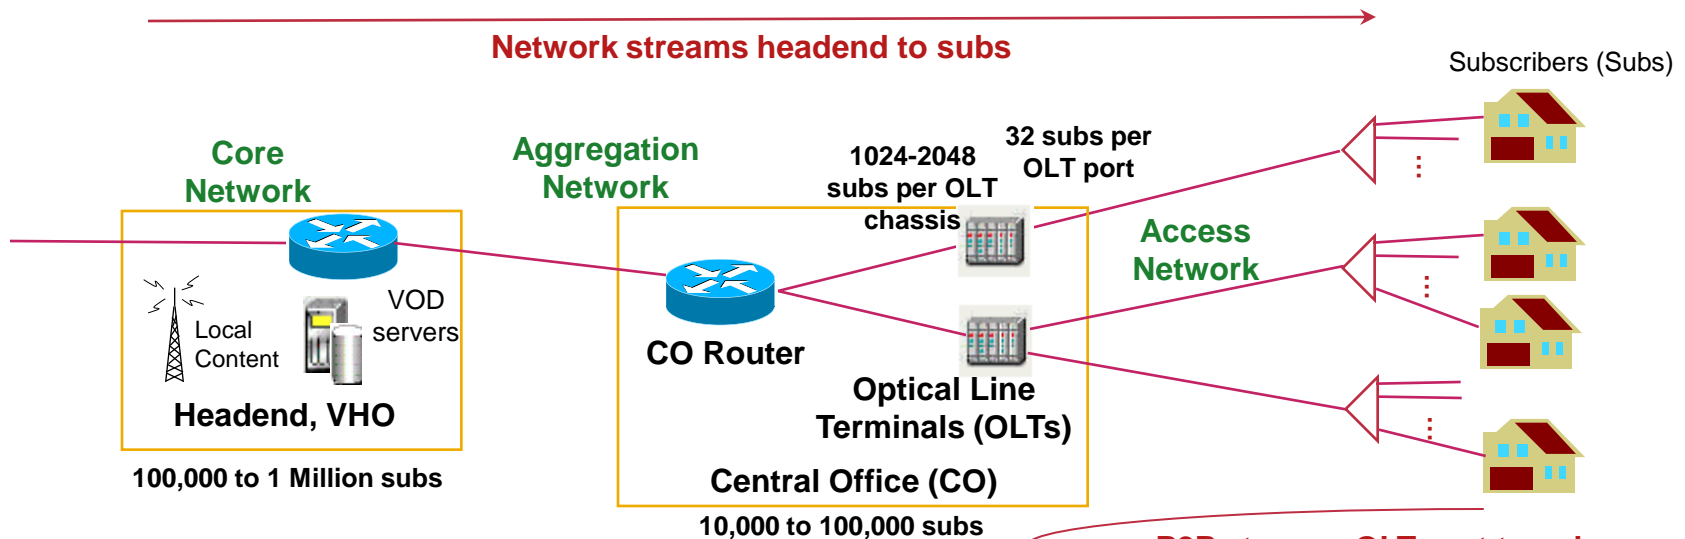 Network streams headend to subs
Subscribers (Subs)
Core
Network
Aggregation
Network
1024-2048
subs per OLT
chassis
32 subs per
OLT port
Access
Network
Local
Content
VOD
servers
Headend, VHO
100,000 to 1 Million subs
CO Router
Optical Line
Terminals (OLTs)
Central Office (CO)
10,000 to 100,000 subs